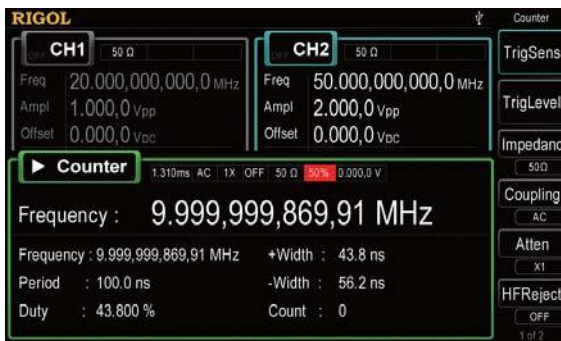 RIGOL
Counter
CH1 50 Ω
OFF
Freq 20.000,000,000,0 MHz
Ampl 1.000,0 Vpp
Offset 0.000,0 VDC
CH2 50 Ω
OFF
Freq 50.000,000,000,0 MHz
Ampl 2.000,0 Vpp
Offset 0.000,0 VDC
Counter
1.310ms AC 1X OFF 50 Ω 50% 0.000,0 V
Frequency : 9.999,999,869,91 MHz
Frequency : 9.999,999,869,91 MHz +Width : 43.8 ns
Period : 100.0 ns -Width : 56.2 ns
Duty : 43.800 % Count : 0
TrigSens
TrigLevel
Impedanc
50Ω
Coupling
AC
Atten
X1
HFReject
OFF
1 of 2